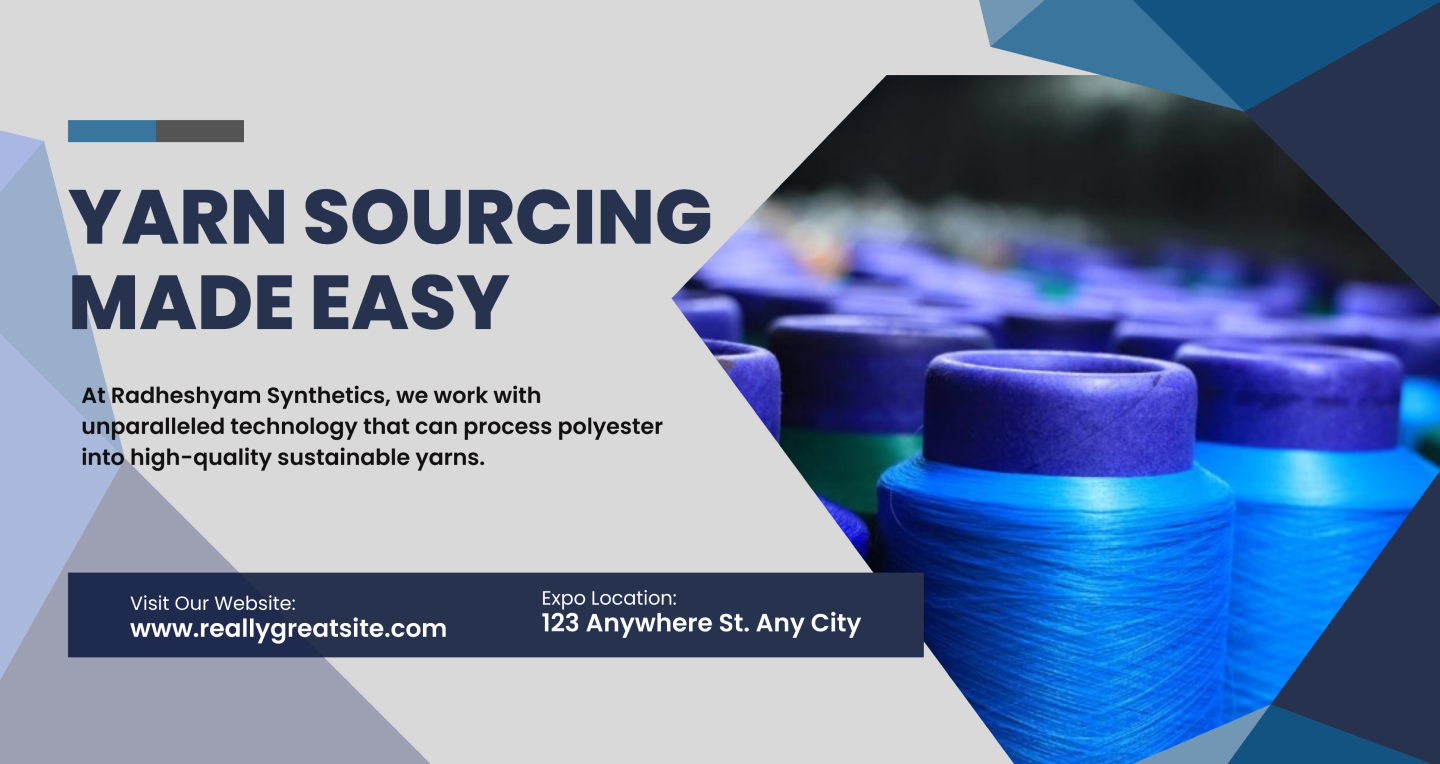 YARN SOURCING
MADE EASY
At Radheshyam Synthetics, we work with
unparalleled technology that can process polyester
into high-quality sustainable yarns.
Visit Our Website:
www.reallygreatsite.com
Expo Location:
123 Anywhere St. Any City